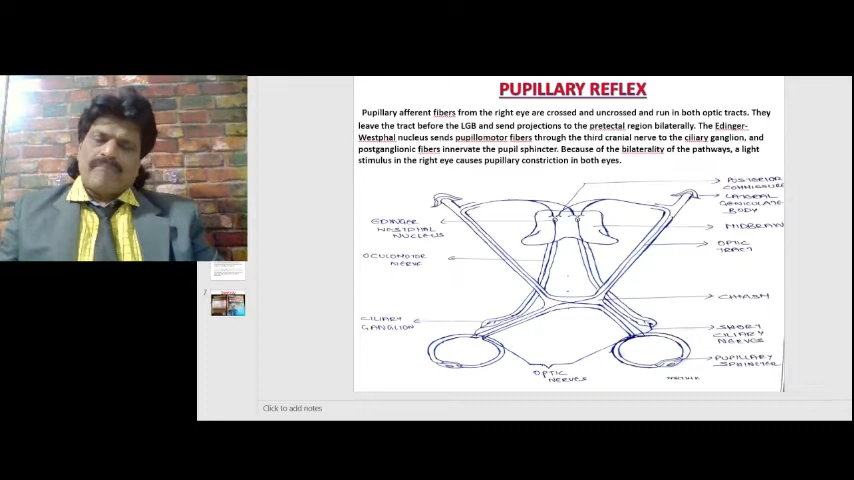 PUPILLARY REFLEX
Pupillary afferent fibers from the right eye are crossed and uncrossed and run in both optic tracts. They
leave the tract before the LGB and send projections to the pretectal region bilaterally. The Edinger-
Westphal nucleus sends pupillomotor fibers through the third cranial nerve to the ciliary ganglion, and
postganglionic fibers innervate the pupil sphincter. Because of the bilaterality of the pathways, a light
stimulus in the right eye causes pupillary constriction in both eyes.
POSTERIOR
COMMISSURE
LATERAL
GENICULATE
BODY
EDINGER
WASTPHAL
NUCLEUS
MIDBRAIN
OPTIC
TRACT
OCULOMOTOR
NERVE
CHIASM
CILIARY
GANGLION
SHORT
CILIARY
NERVES
PUPILLARY
SPHINCTER
OPTIC
NERVES
7
Click to add notes